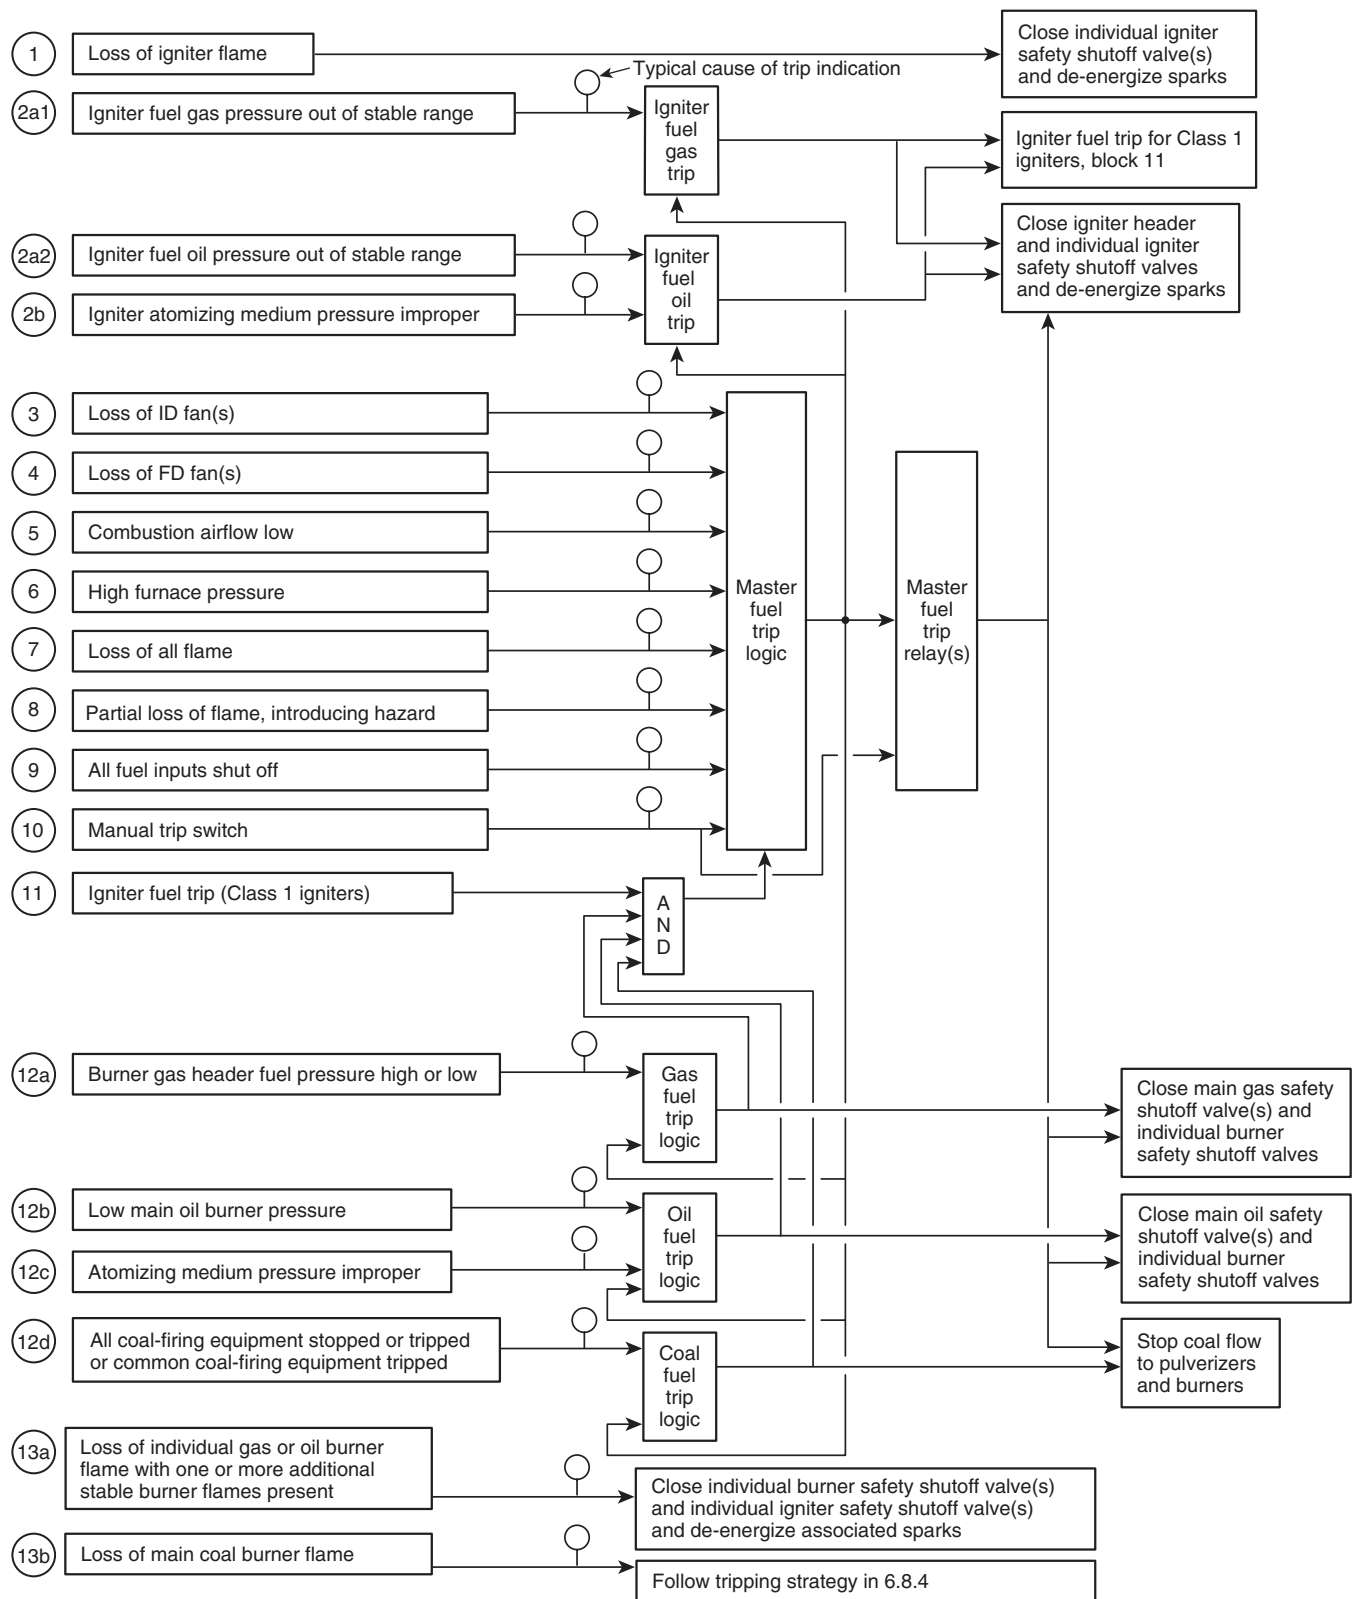 1
Loss of igniter flame
Close individual igniter
safety shutoff valve(s)
and de-energize sparks
Typical cause of trip indication
2a1
Igniter fuel gas pressure out of stable range
Igniter
fuel
gas
trip
Igniter fuel trip for Class 1
igniters, block 11
2a2
Igniter fuel oil pressure out of stable range
2b
Igniter atomizing medium pressure improper
Igniter
fuel
oil
trip
Close igniter header
and individual igniter
safety shutoff valves
and de-energize sparks
3
Loss of ID fan(s)
4
Loss of FD fan(s)
5
Combustion airflow low
6
High furnace pressure
7
Loss of all flame
8
Partial loss of flame, introducing hazard
9
All fuel inputs shut off
10
Manual trip switch
Master
fuel
trip
logic
Master
fuel
trip
relay(s)
11
Igniter fuel trip (Class 1 igniters)
A
N
D
12a
Burner gas header fuel pressure high or low
Gas
fuel
trip
logic
Close main gas safety
shutoff valve(s) and
individual burner
safety shutoff valves
12b
Low main oil burner pressure
12c
Atomizing medium pressure improper
Oil
fuel
trip
logic
Close main oil safety
shutoff valve(s) and
individual burner
safety shutoff valves
12d
All coal-firing equipment stopped or tripped
or common coal-firing equipment tripped
Coal
fuel
trip
logic
Stop coal flow
to pulverizers
and burners
13a
Loss of individual gas or oil burner
flame with one or more additional
stable burner flames present
Close individual burner safety shutoff valve(s)
and individual igniter safety shutoff valve(s)
and de-energize associated sparks
13b
Loss of main coal burner flame
Follow tripping strategy in 6.8.4